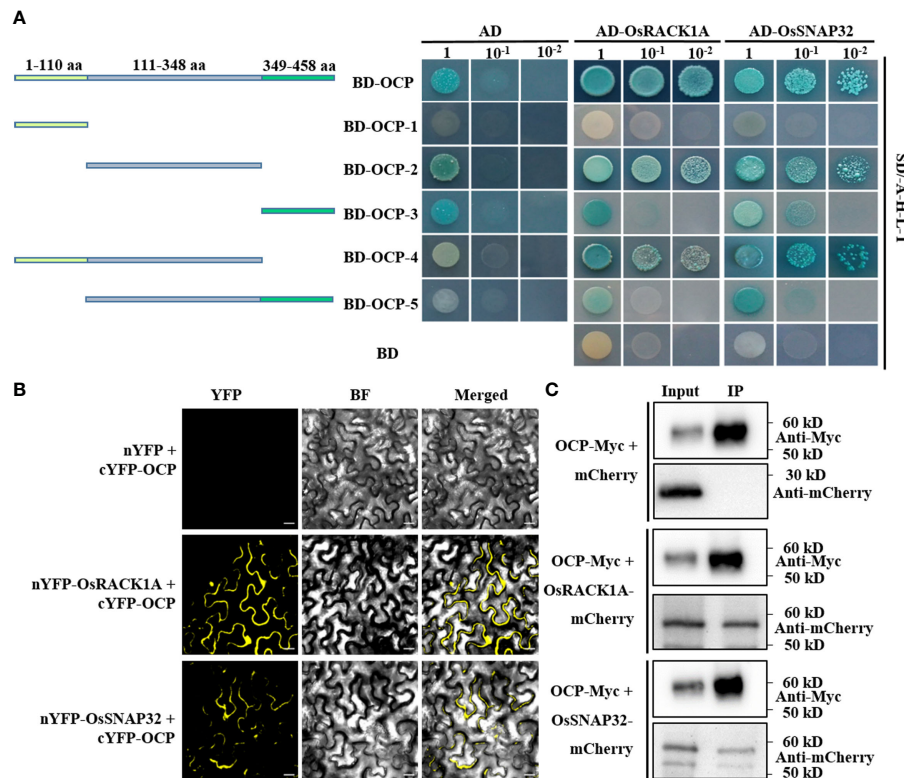 A
AD AD-OsRACK1A AD-OsSNAP32
1 10-1 10-2 1 10-1 10-2 1 10-1 10-2
1-110 aa 111-348 aa 349-458 aa
BD-OCP
BD-OCP-1
BD-OCP-2
BD-OCP-3
BD-OCP-4
BD-OCP-5
BD
SD/-A-H-L-T
B
YFP BF Merged
nYFP +
cYFP-OCP
nYFP-OsRACK1A +
cYFP-OCP
nYFP-OsSNAP32 +
cYFP-OCP
C
Input IP
OCP-Myc +
mCherry
60 kD
Anti-Myc
50 kD
30 kD
Anti-mCherry
OCP-Myc +
OsRACK1A-
mCherry
60 kD
Anti-Myc
50 kD
60 kD
Anti-mCherry
50 kD
OCP-Myc +
OsSNAP32-
mCherry
60 kD
Anti-Myc
50 kD
60 kD
Anti-mCherry
50 kD